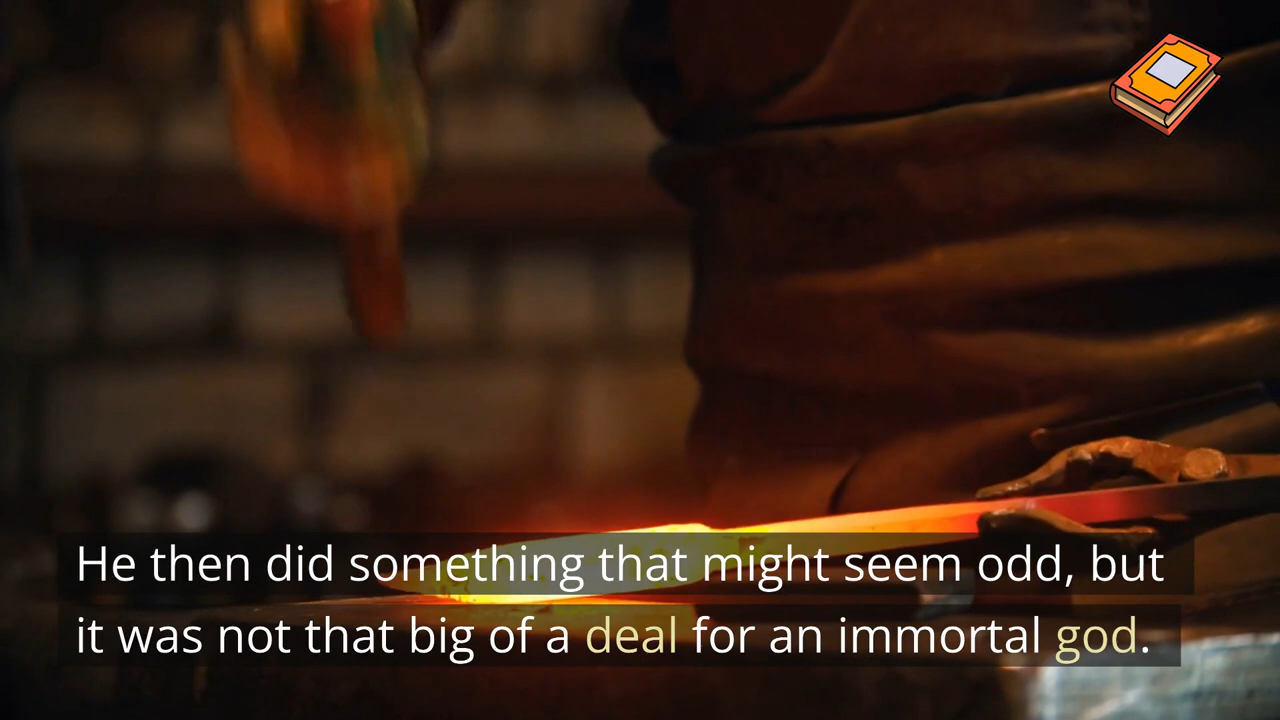 He then did something that might seem odd, but
it was not that big of a deal for an immortal god.